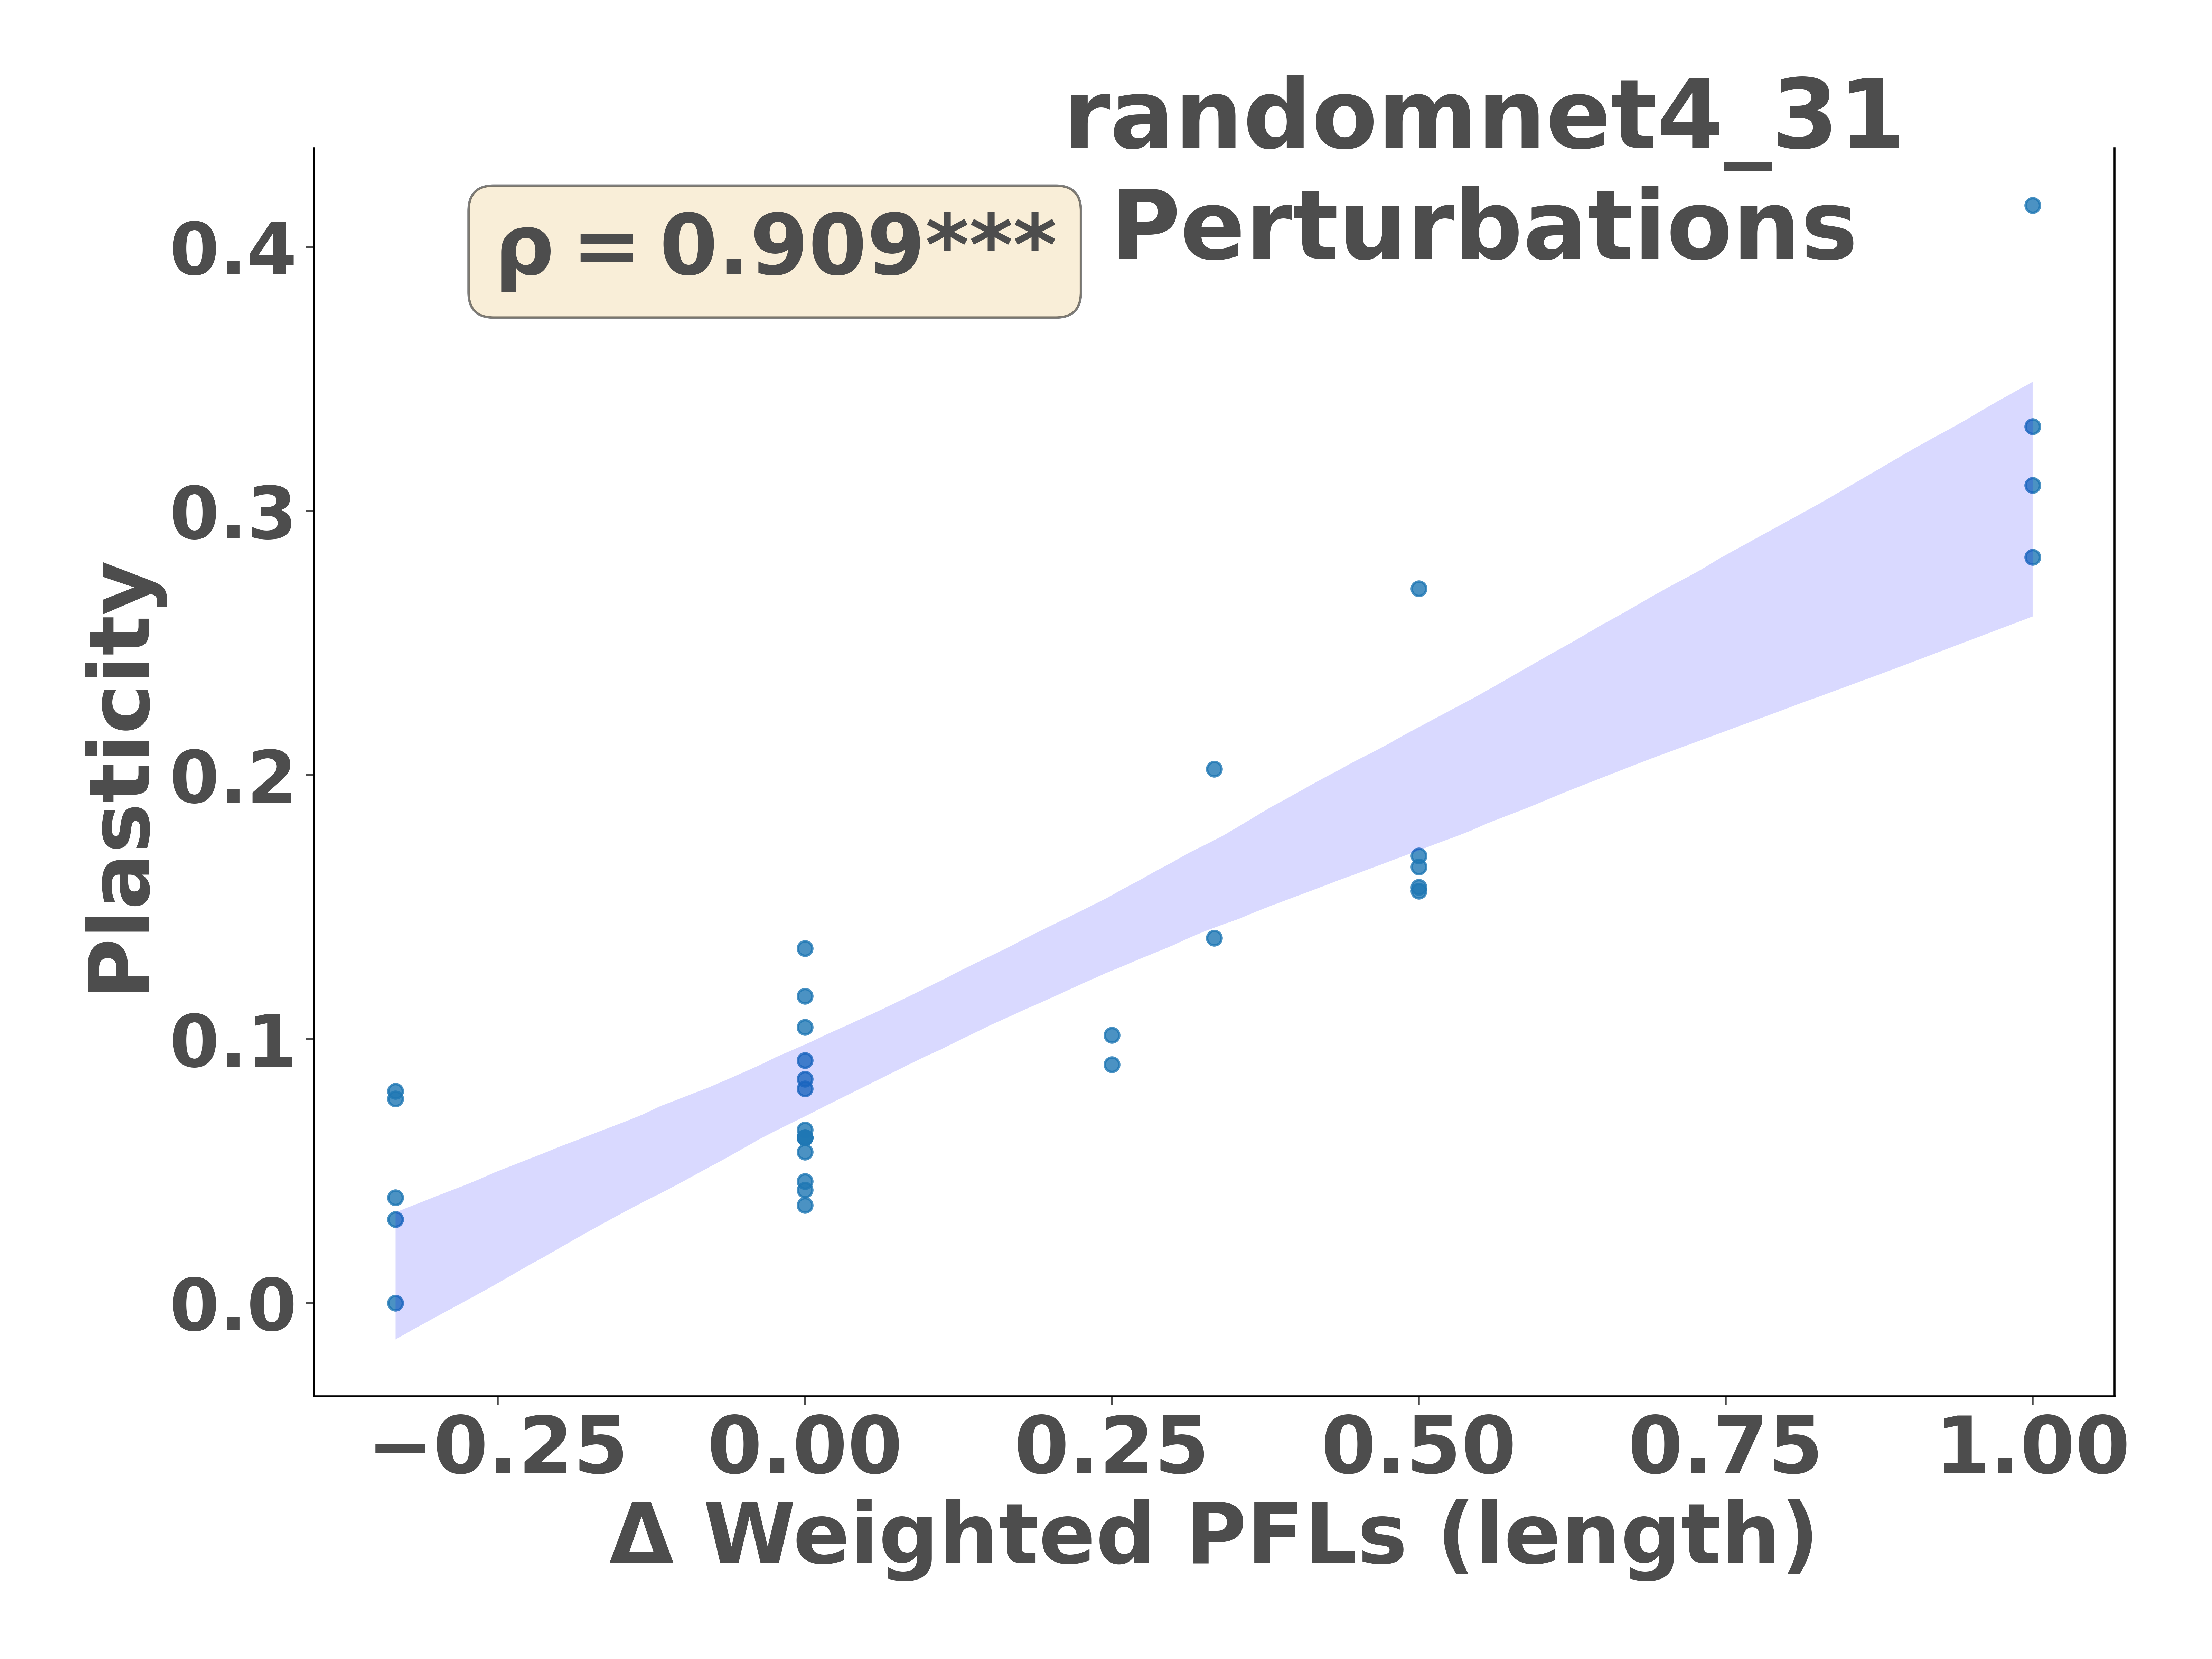 randomnet4_31
Perturbations
ρ = 0.909***
Plasticity
0.4
0.3
0.2
0.1
0.0
−0.25 0.00 0.25 0.50 0.75 1.00
Δ Weighted PFLs (length)